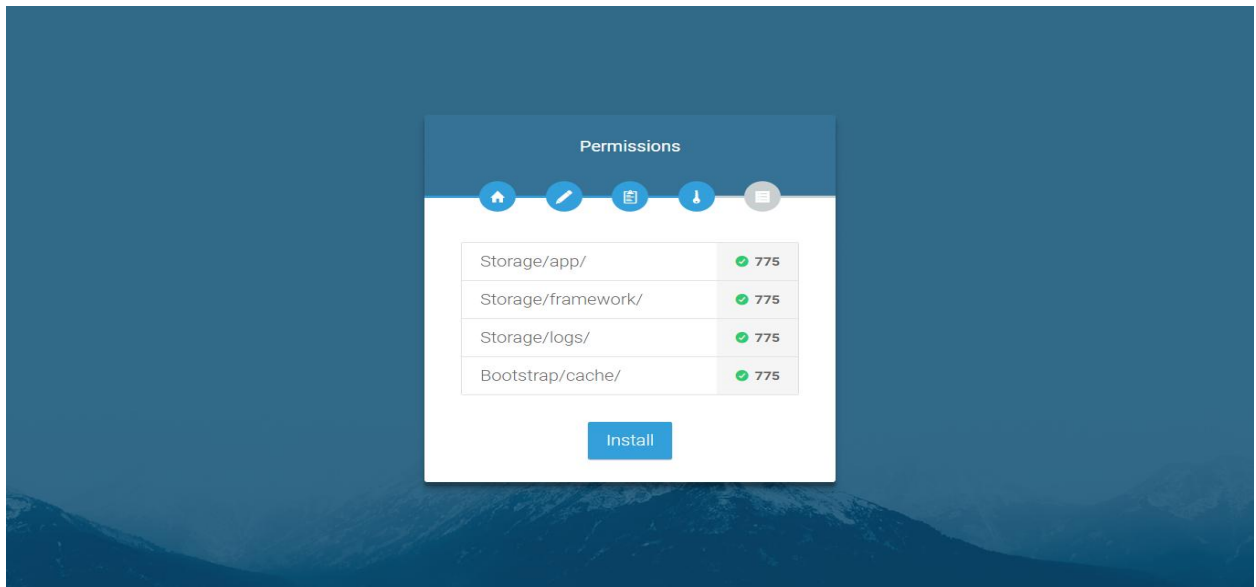 Permissions
Storage/app/ 775
Storage/framework/ 775
Storage/logs/ 775
Bootstrap/cache/ 775
Install